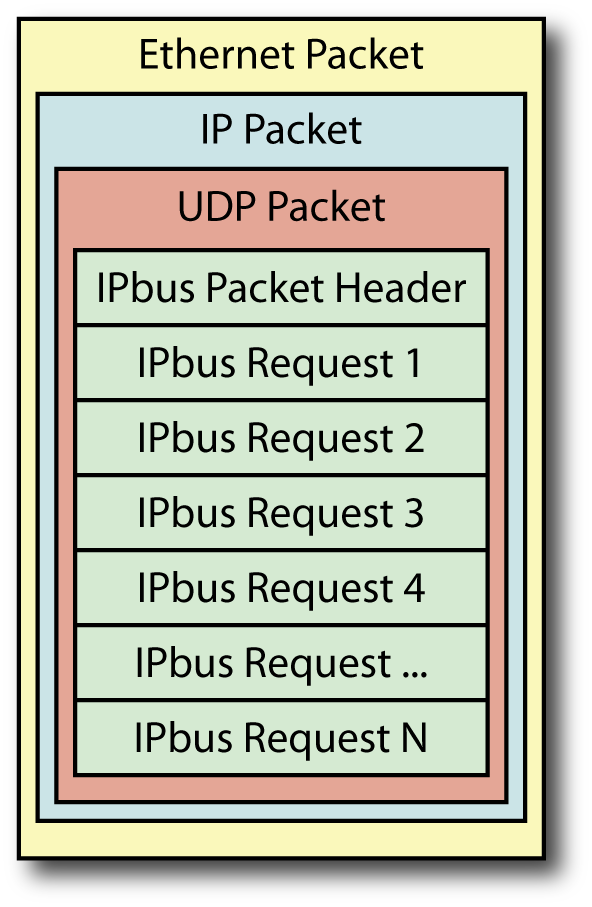 Ethernet Packet
IP Packet
UDP Packet
IPbus Packet Header
IPbus Request 1
IPbus Request 2
IPbus Request 3
IPbus Request 4
IPbus Request ...
IPbus Request N